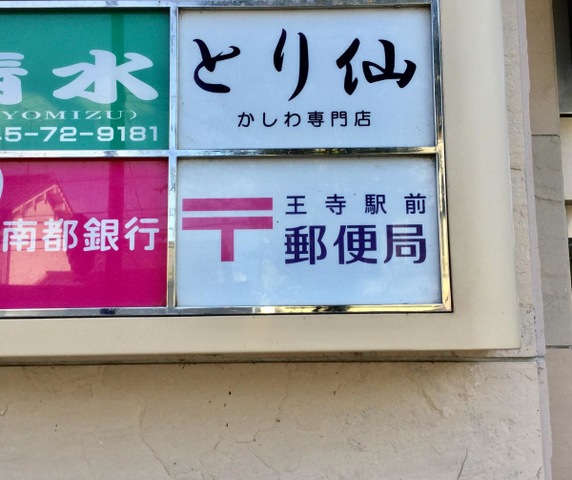 清水
YOMIZU)
45-72-9181
とり仙
かしわ専門店
南都銀行
〒
王寺駅前
郵便局